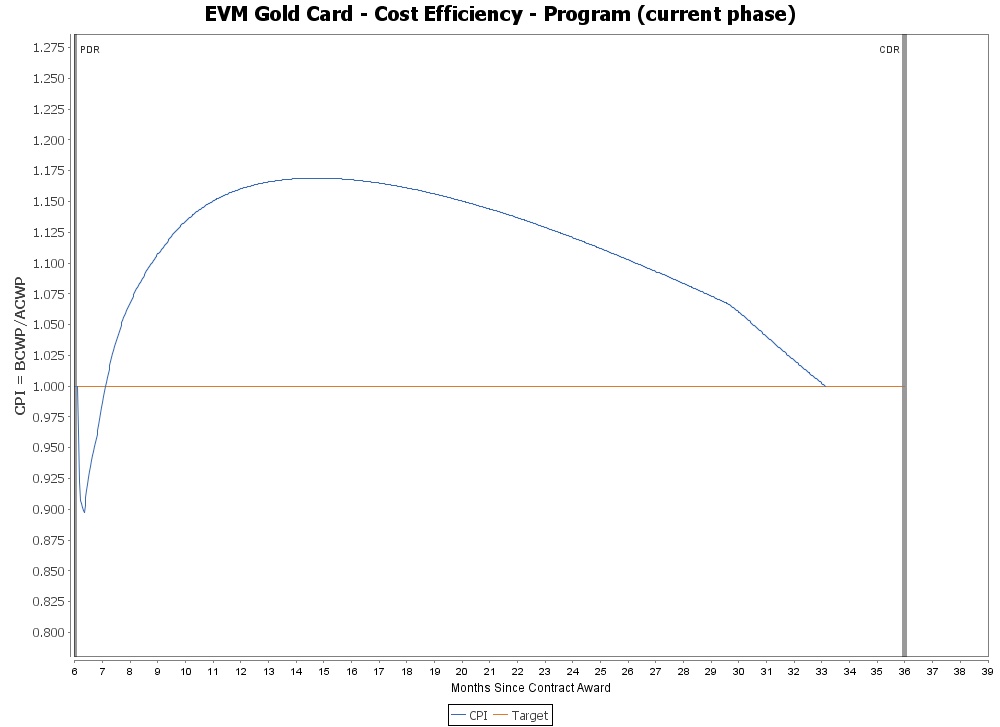 EVM Gold Card - Cost Efficiency - Program (current phase)
1.275
1.250
1.225
1.200
1.175
1.150
1.125
1.100
1.075
1.050
1.025
1.000
0.975
0.950
0.925
0.900
0.875
0.850
0.825
0.800
CPI = BCWP/ACWP
PDR
CDR
6 7 8 9 10 11 12 13 14 15 16 17 18 19 20 21 22 23 24 25 26 27 28 29 30 31 32 33 34 35 36 37 38 39
Months Since Contract Award
CPI Target